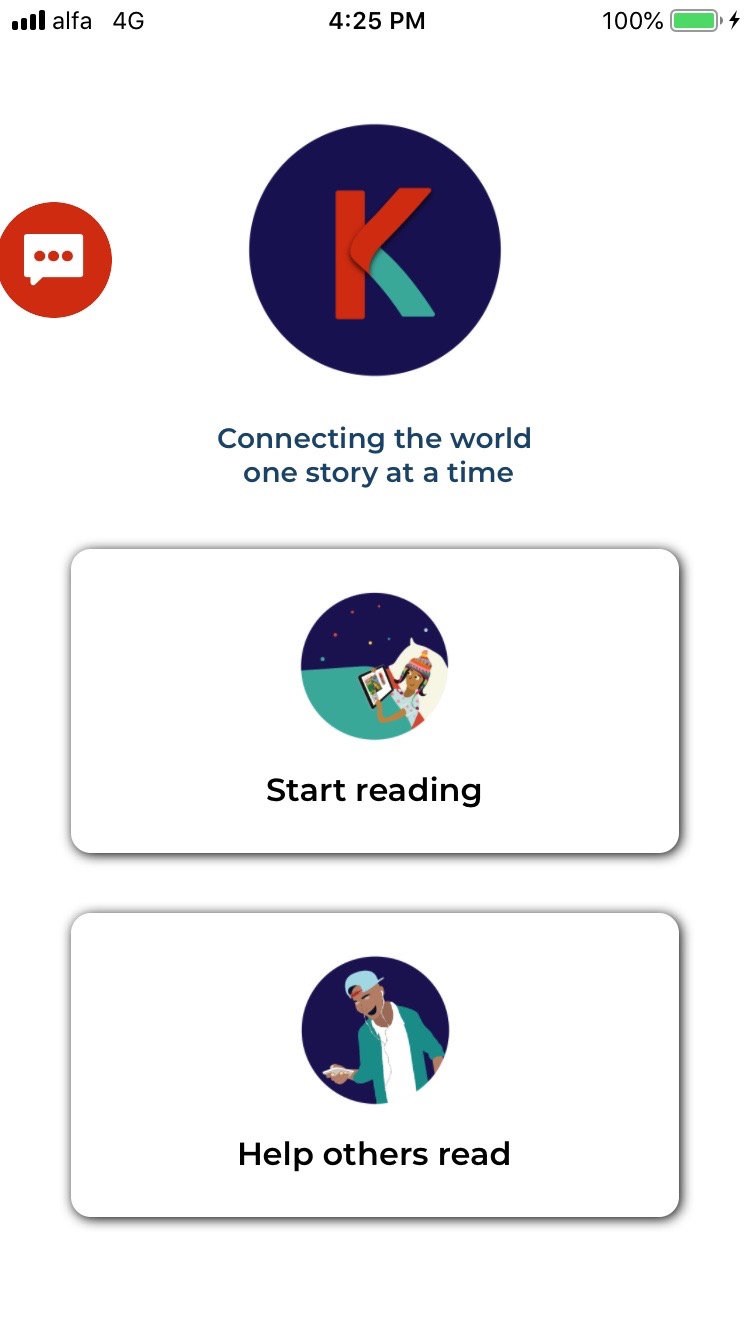 alfa 4G 4:25 PM 100%
K
Connecting the world
one story at a time
Start reading
Help others read